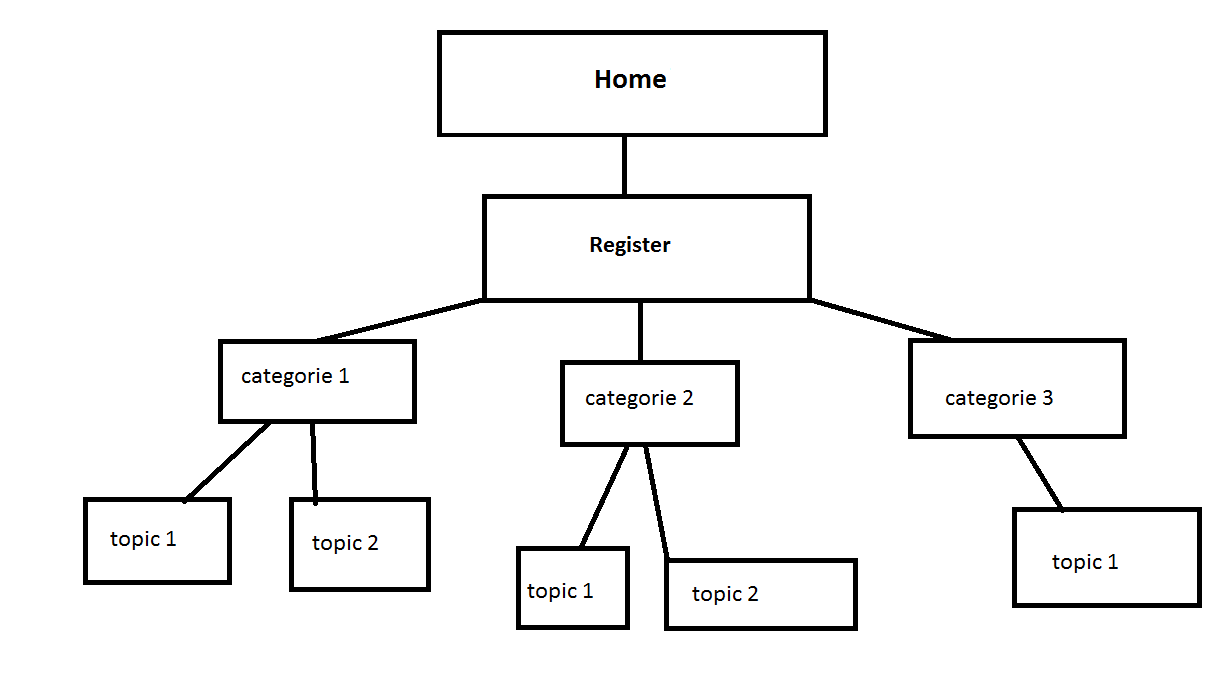 Home
Register
categorie 1
categorie 2
categorie 3
topic 1
topic 2
topic 1
topic 2
topic 1